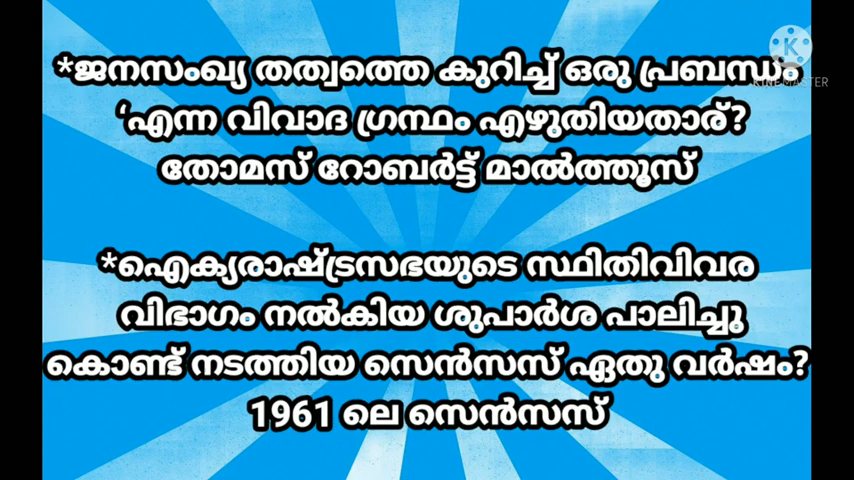 *ജനസംഖ്യ തത്വത്തെ കുറിച്ച് ഒരു പ്രബന്ധം
‘എന്ന വിവാദ ഗ്രന്ഥം എഴുതിയതാര്?
തോമസ് റോബർട്ട് മാൽത്തൂസ്
*ഐക്യരാഷ്ട്രസഭയുടെ സ്ഥിതിവിവര
വിഭാഗം നൽകിയ ശുപാർശ പാലിച്ചു
കൊണ്ട് നടത്തിയ സെൻസസ് ഏതു വർഷം?
1961 ലെ സെൻസസ്
K
KINEMASTER